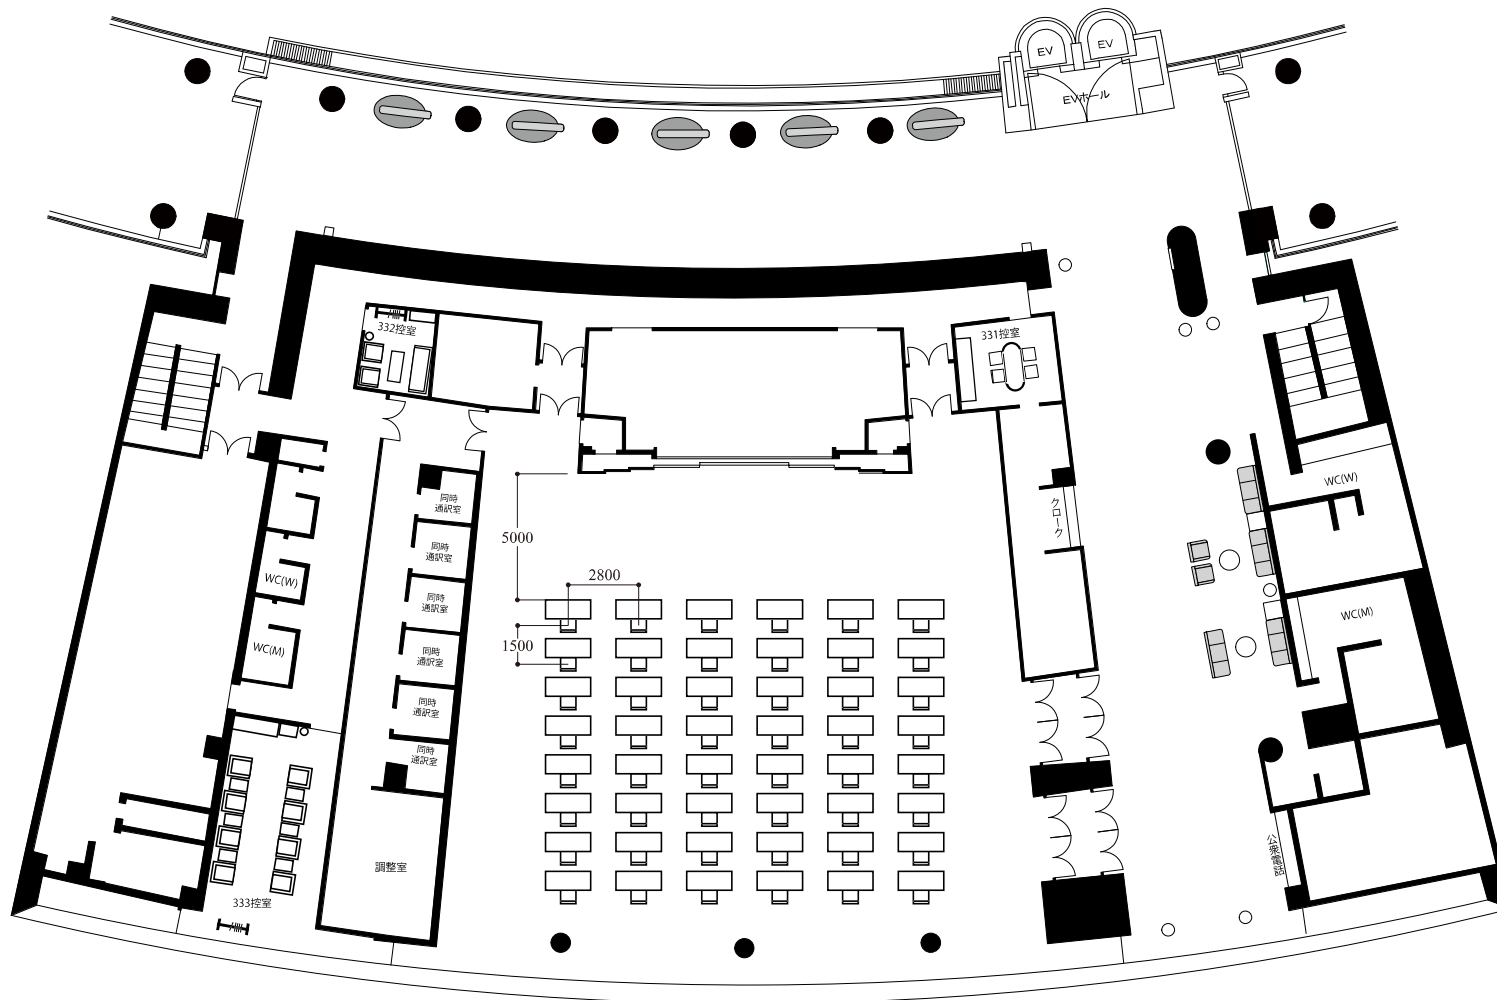 EV
EV
EVホール
332控室
331控室
同時
通訳室
クローク
WC(W)
5000
同時
通訳室
2800
WC(W)
同時
通訳室
WC(M)
1500
WC(M)
同時
通訳室
同時
通訳室
同時
通訳室
調整室
公衆電話
333控室